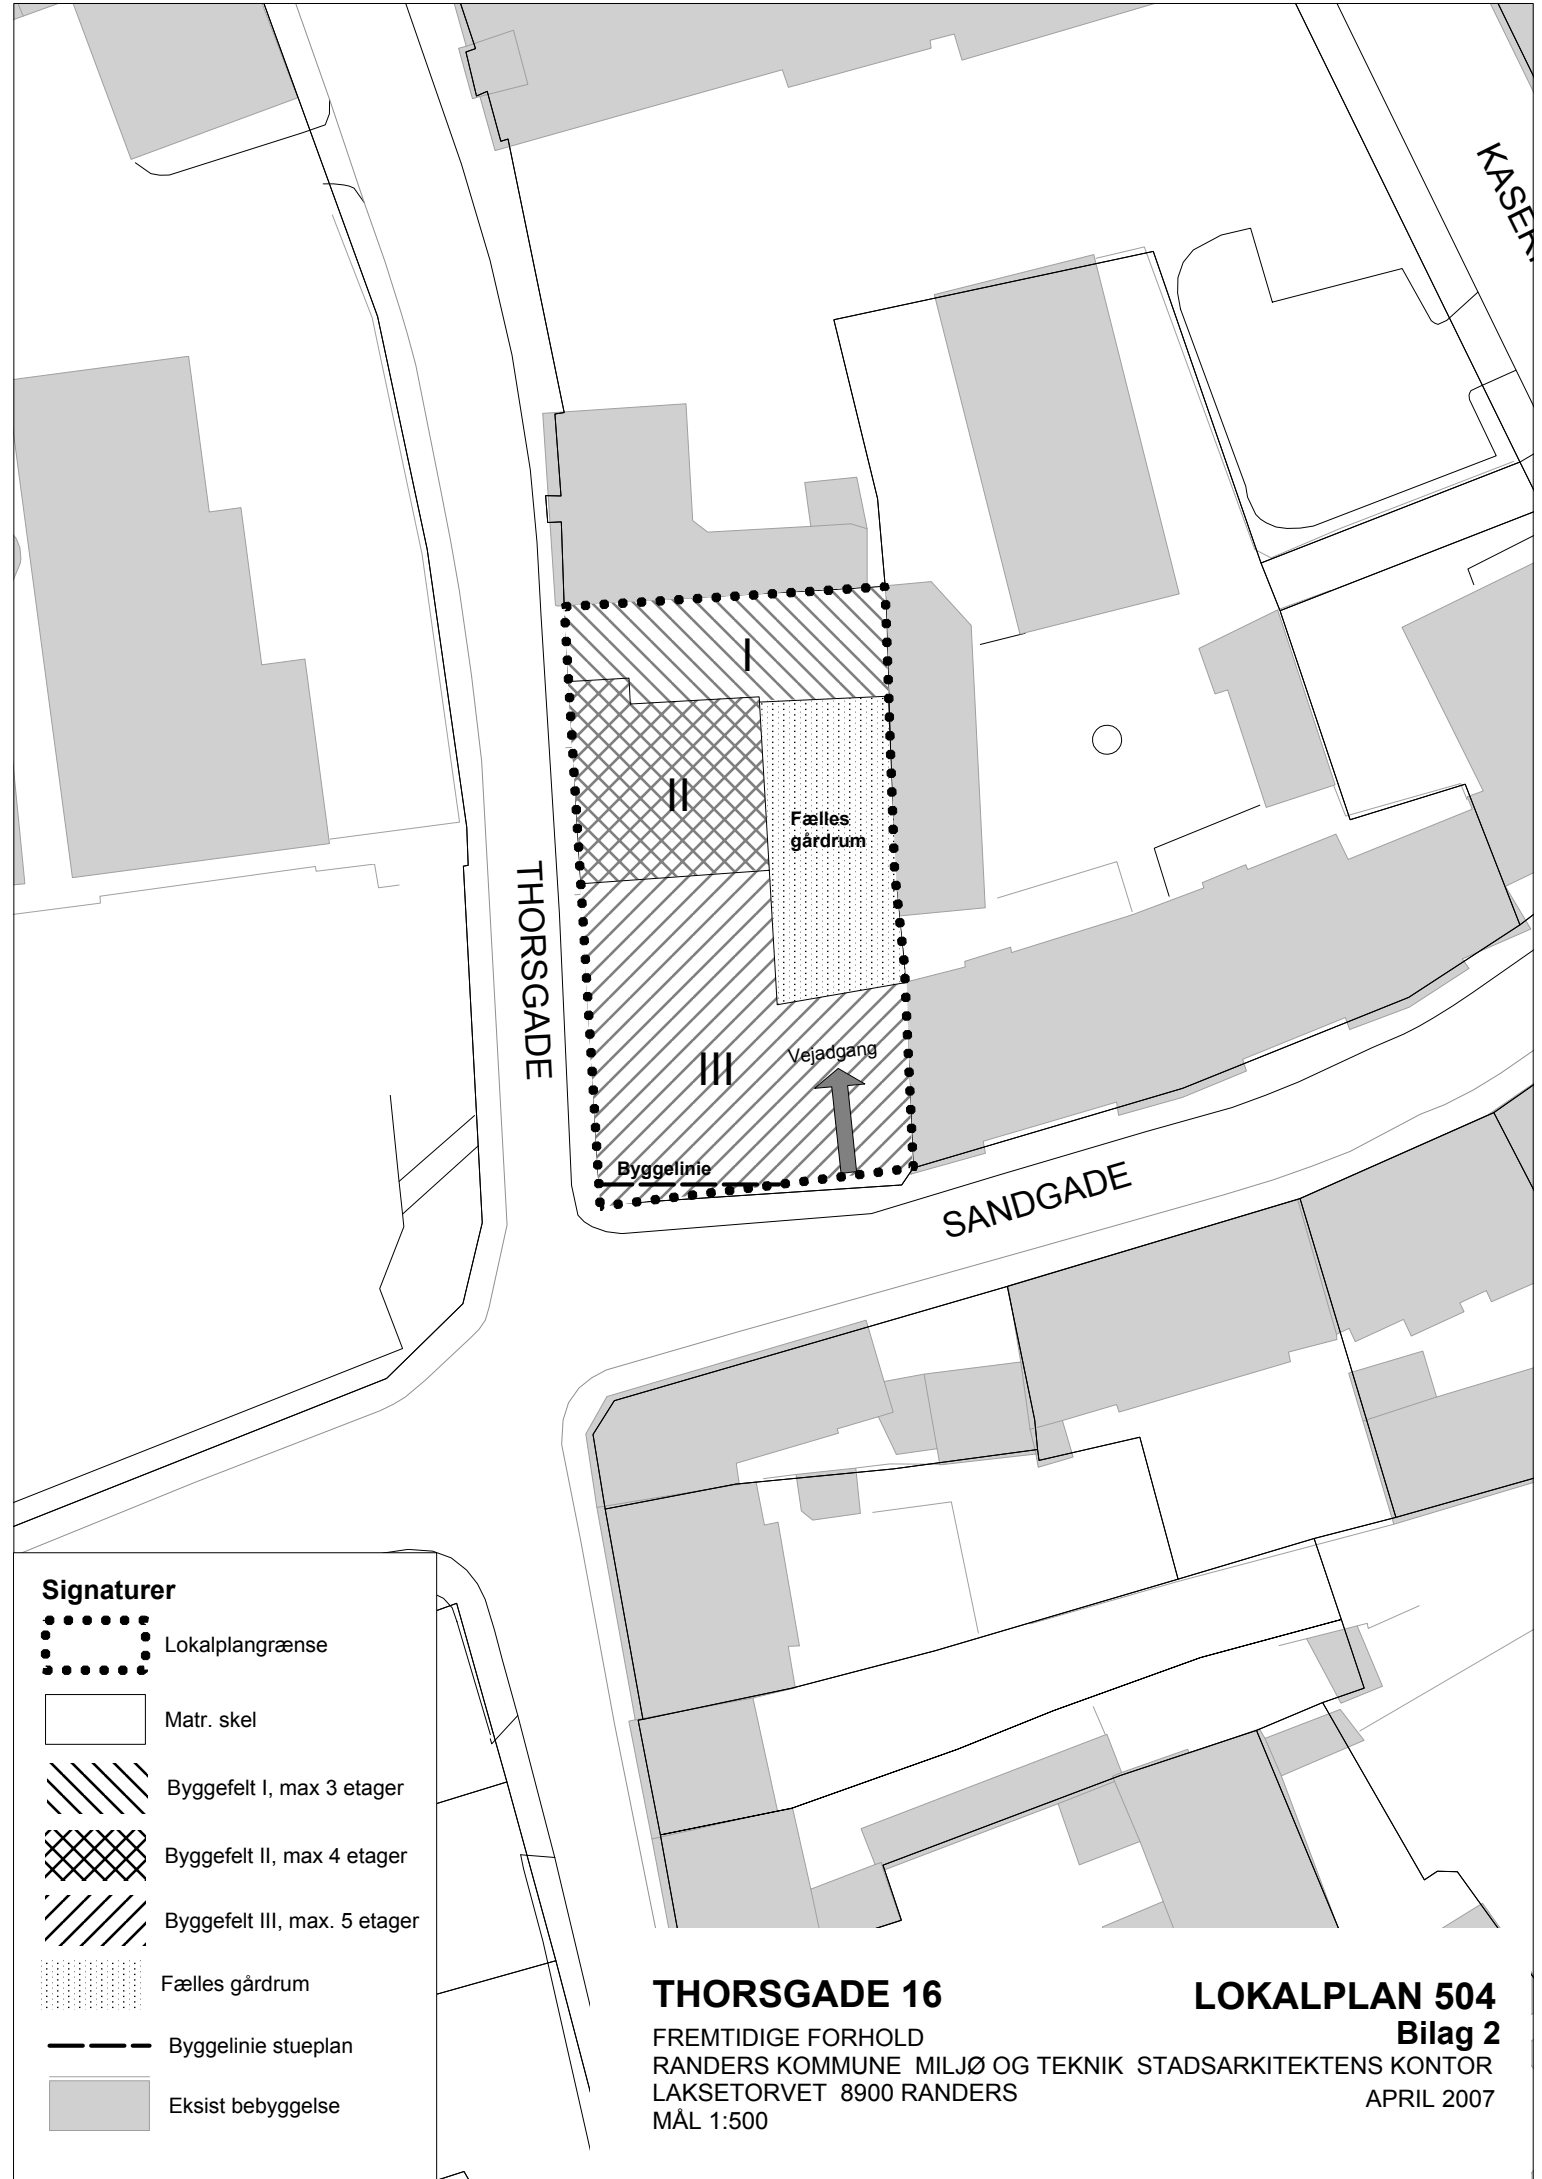 KASER
I
II
Fælles
gårdrum
THORSGADE
III
Vejadgang
Byggelinie
SANDGADE
Signaturer
Lokalplangrænse
Matr. skel
Byggefelt I, max 3 etager
Byggefelt II, max 4 etager
Byggefelt III, max. 5 etager
Fælles gårdrum
Byggelinie stueplan
Eksist bebyggelse
THORSGADE 16
LOKALPLAN 504
Bilag 2
FREMTIDIGE FORHOLD
RANDERS KOMMUNE MILJØ OG TEKNIK STADSARKITEKTENS KONTOR
LAKSETORVET 8900 RANDERS
APRIL 2007
MÅL 1:500